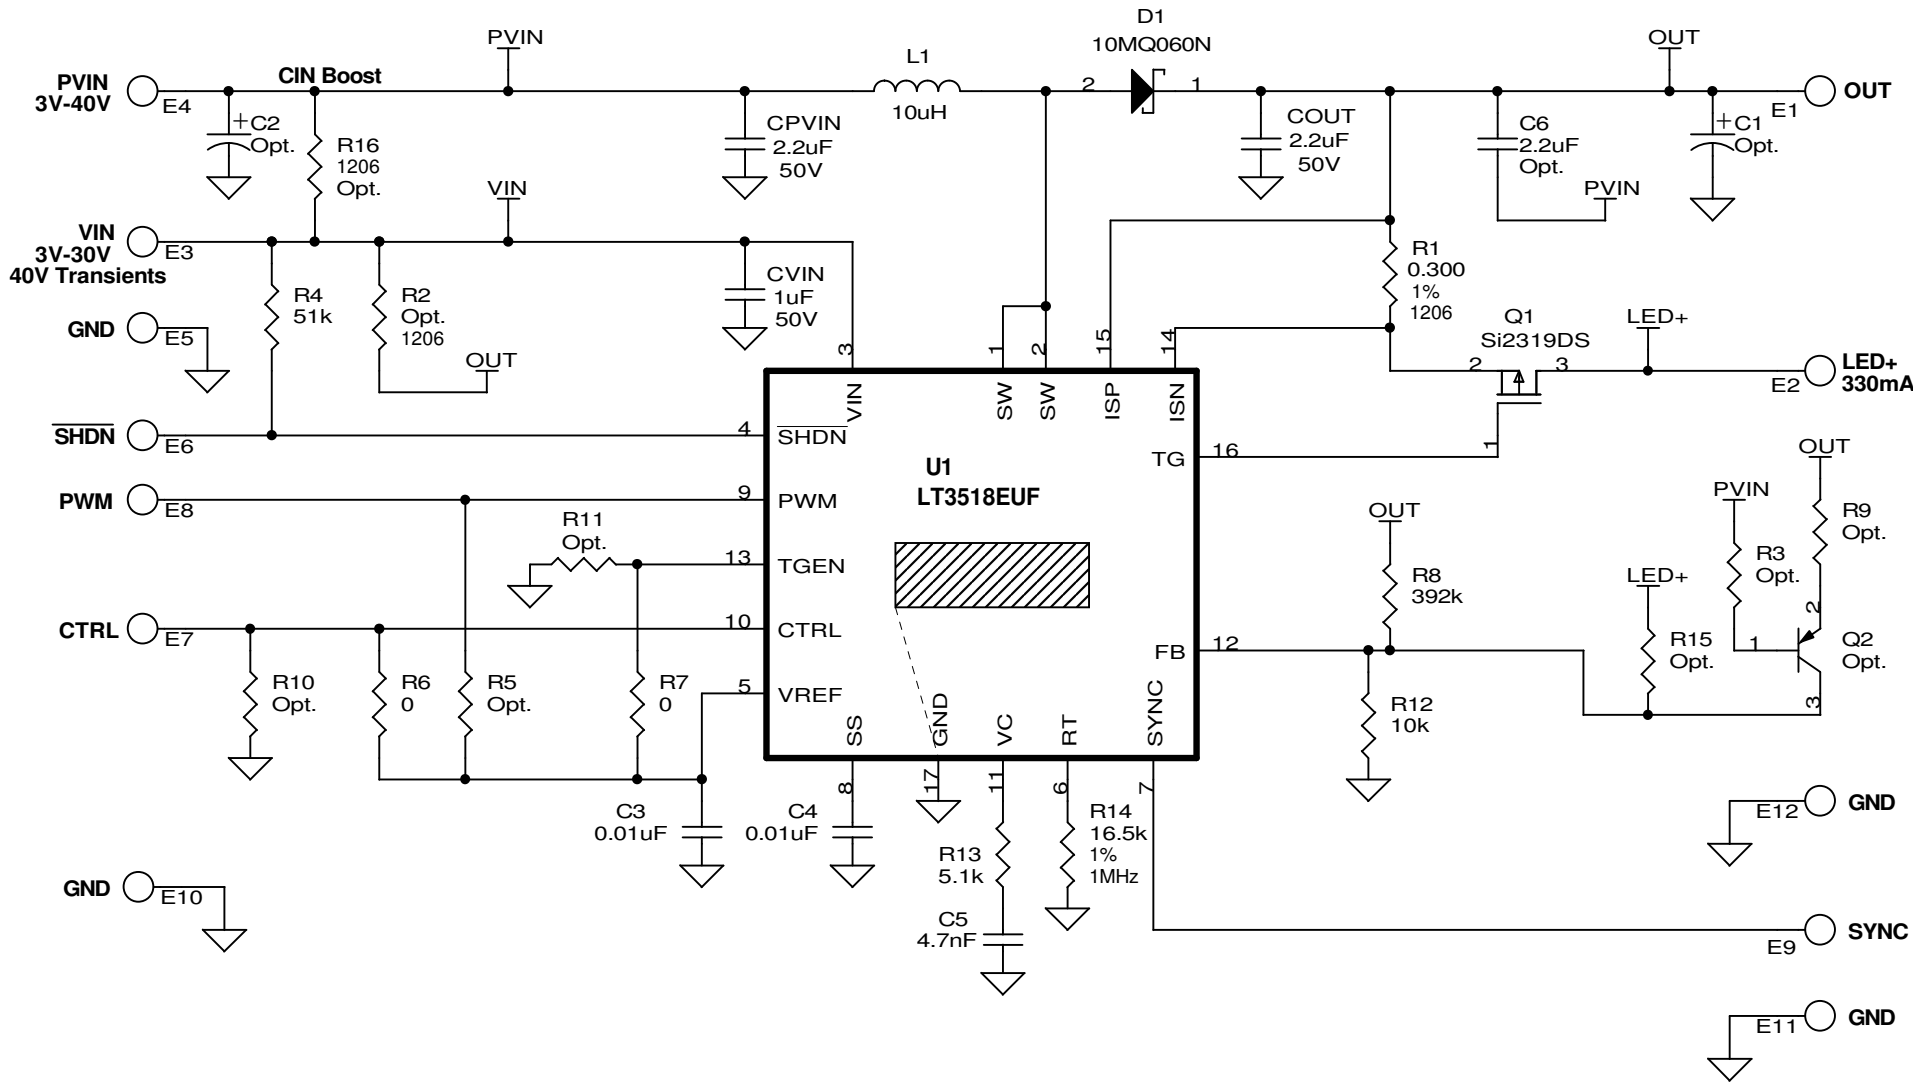 PVIN
3V-40V
E4
CIN Boost
PVIN
+
C2
Opt.
R16
1206
Opt.
CPVIN
2.2uF
50V
L1
10uH
D1
10MQ060N
2
1
COUT
2.2uF
50V
C6
2.2uF
Opt.
PVIN
OUT
+
C1
Opt.
E1
OUT
VIN
3V-30V
40V Transients
E3
VIN
R4
51k
R2
Opt.
1206
OUT
CVIN
1uF
50V
GND
E5
R1
0.300
1%
1206
Q1
Si2319DS
2
3
1
LED+
E2
LED+
330mA
SHDN
E6
PWM
E8
CTRL
E7
R11
Opt.
R10
Opt.
R6
0
R5
Opt.
R7
0
3
VIN
1
SW
2
SW
15
ISP
14
ISN
4
SHDN
9
PWM
13
TGEN
10
CTRL
5
VREF
U1
LT3518EUF
TG
16
FB
12
SS
8
GND
17
VC
11
RT
6
SYNC
7
OUT
R8
392k
R12
10k
LED+
R15
Opt.
PVIN
R3
Opt.
OUT
R9
Opt.
1
2
3
Q2
Opt.
C3
0.01uF
C4
0.01uF
R13
5.1k
C5
4.7nF
R14
16.5k
1%
1MHz
GND
E10
E12
GND
E9
SYNC
E11
GND